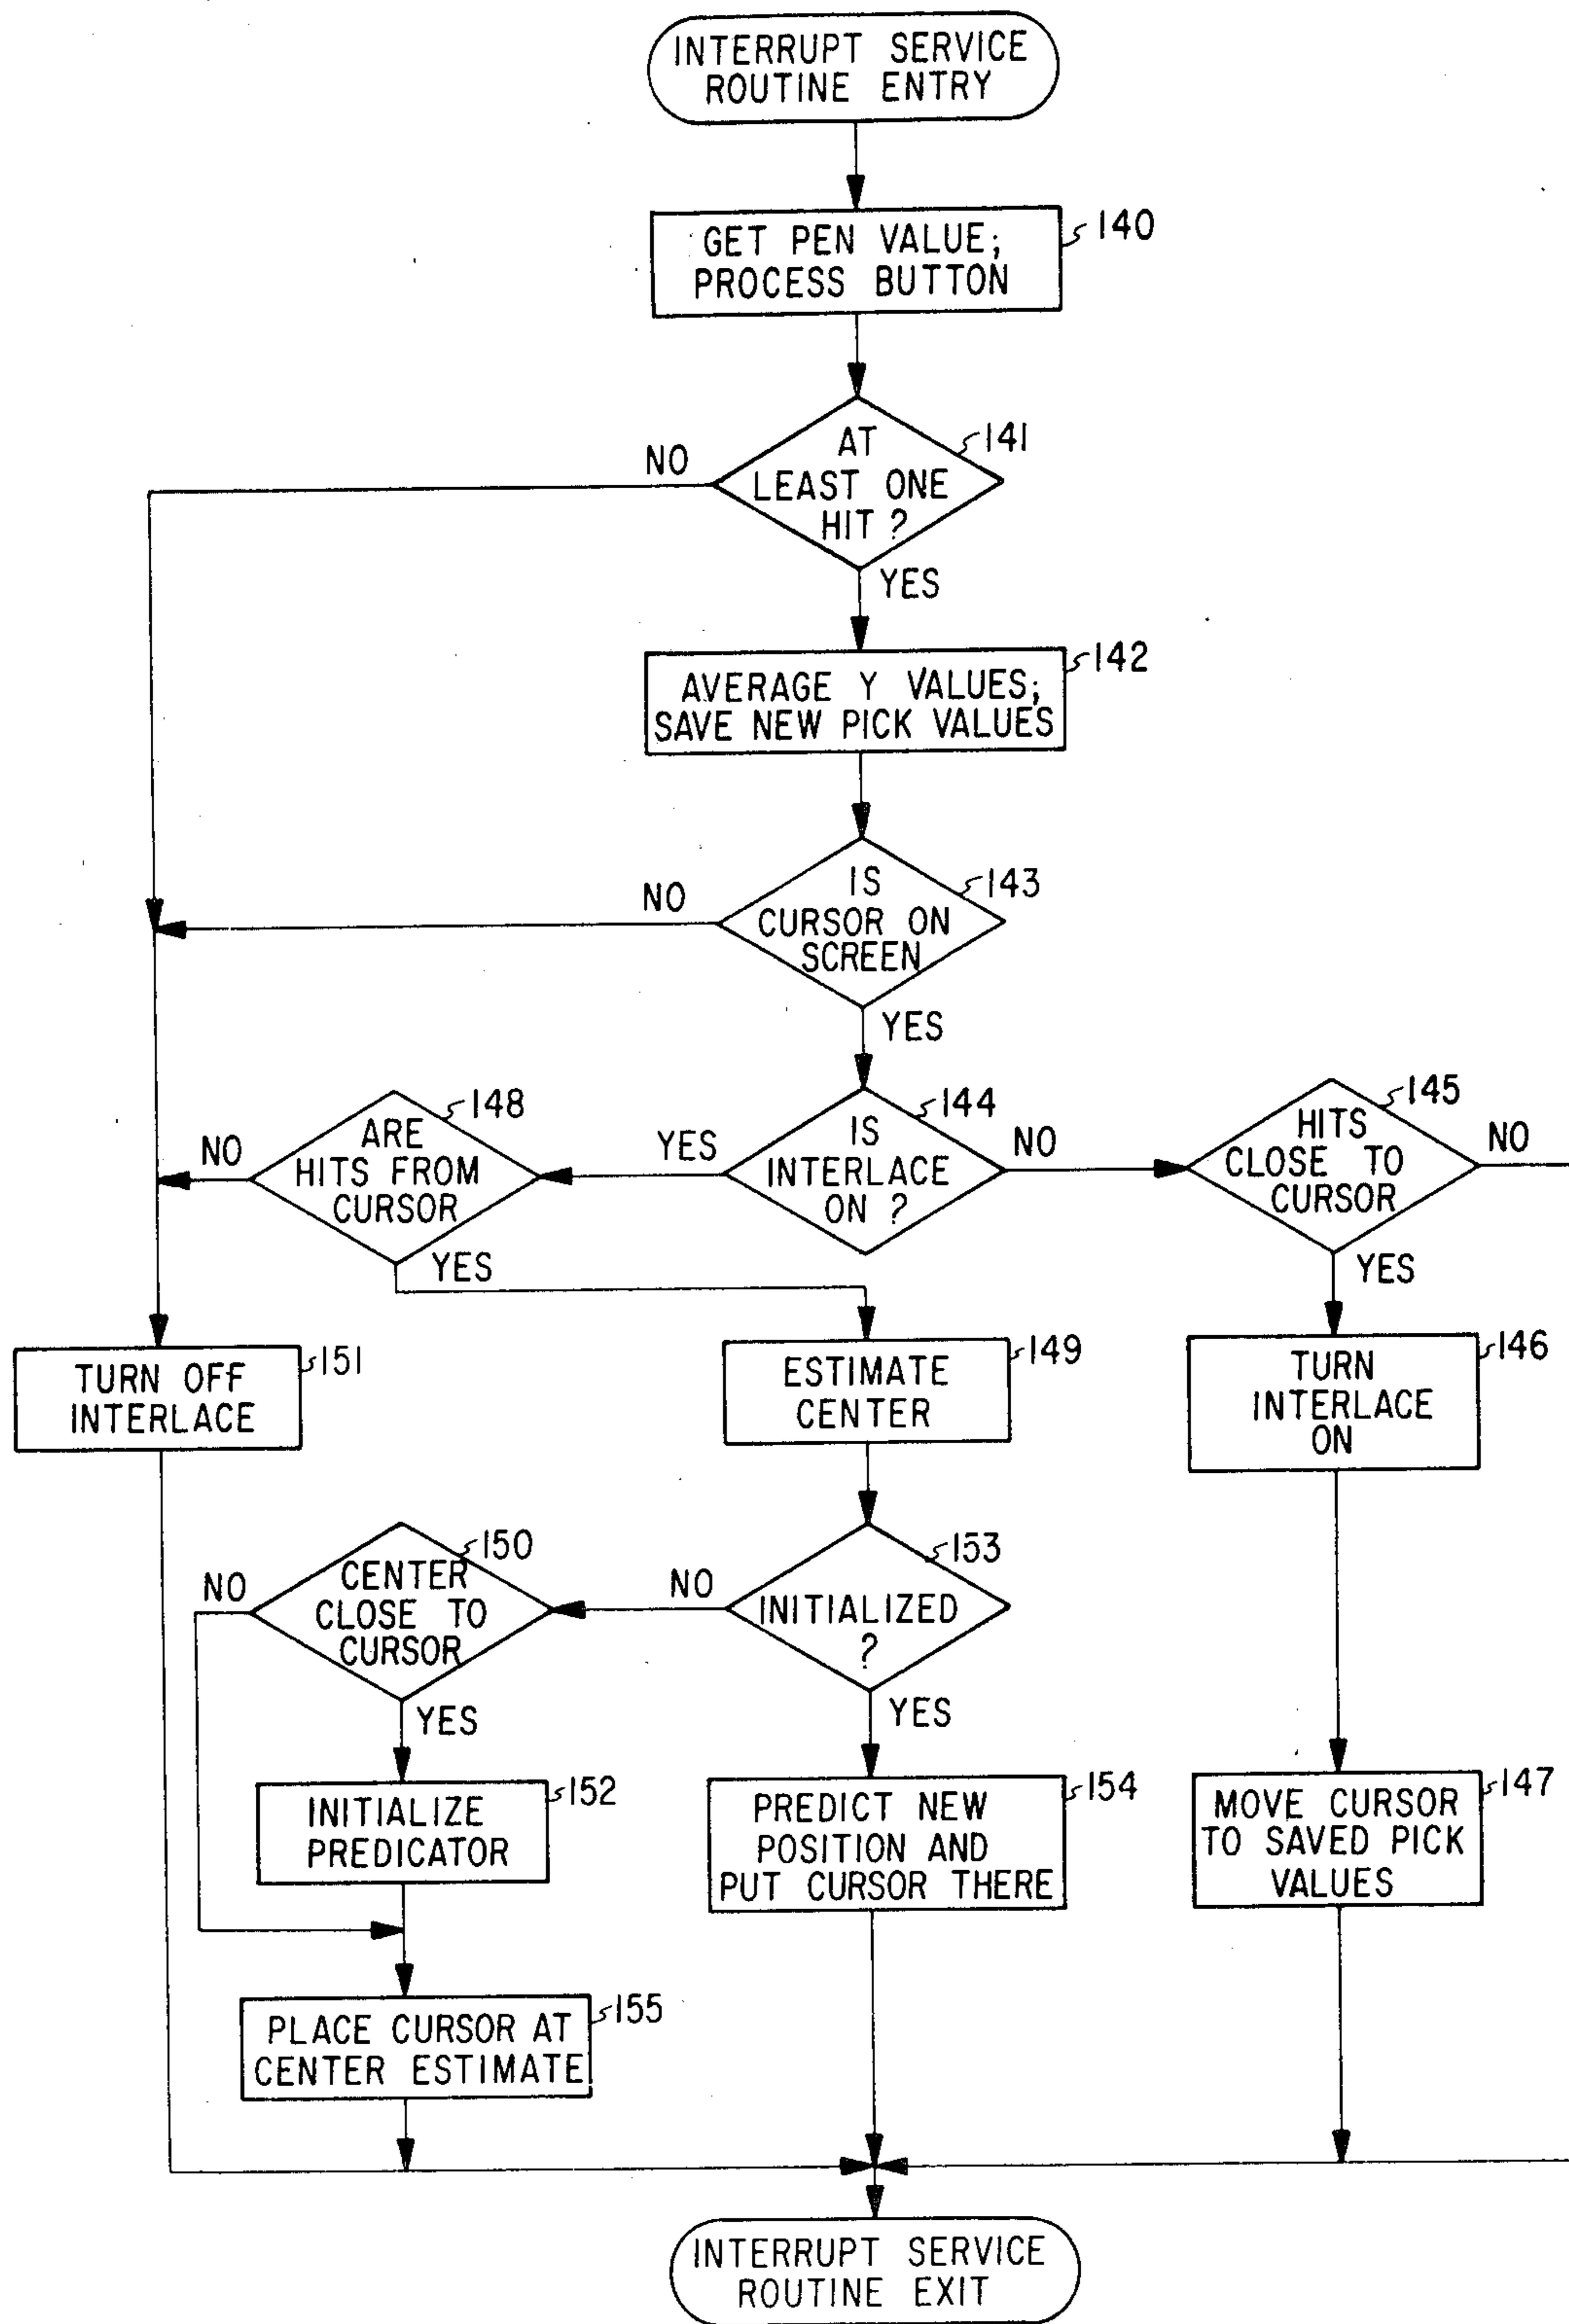 INTERRUPT SERVICE
ROUTINE ENTRY
GET PEN VALUE;
PROCESS BUTTON
140
AT
LEAST ONE
HIT ?
141
NO
YES
AVERAGE Y VALUES;
SAVE NEW PICK VALUES
142
IS
CURSOR ON
SCREEN
143
NO
YES
ARE
HITS FROM
CURSOR
148
NO
YES
IS
INTERLACE
ON ?
144
YES
NO
HITS
CLOSE TO
CURSOR
145
NO
YES
TURN OFF
INTERLACE
151
ESTIMATE
CENTER
149
TURN
INTERLACE
ON
146
CENTER
CLOSE TO
CURSOR
150
NO
YES
INITIALIZED
?
153
NO
YES
INITIALIZE
PREDICATOR
152
PREDICT NEW
POSITION AND
PUT CURSOR THERE
154
MOVE CURSOR
TO SAVED PICK
VALUES
147
PLACE CURSOR AT
CENTER ESTIMATE
155
INTERRUPT SERVICE
ROUTINE EXIT